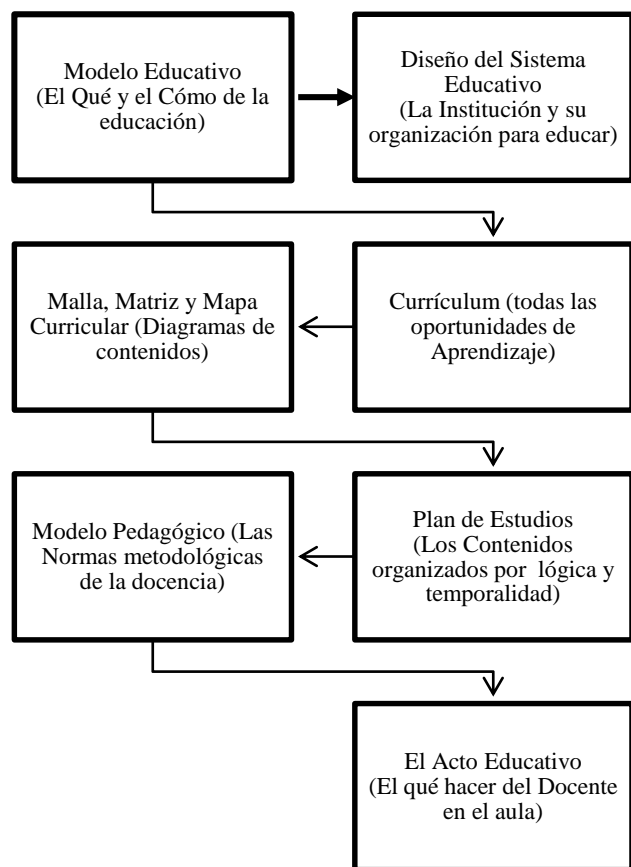 Modelo Educativo
(El Qué y el Cómo de la
educación)
Diseño del Sistema
Educativo
(La Institución y su
organización para educar)
Malla, Matriz y Mapa
Curricular (Diagramas de
contenidos)
Currículum (todas las
oportunidades de
Aprendizaje)
Modelo Pedagógico (Las
Normas metodológicas
de la docencia)
Plan de Estudios
(Los Contenidos
organizados por lógica y
temporalidad)
El Acto Educativo
(El qué hacer del Docente
en el aula)